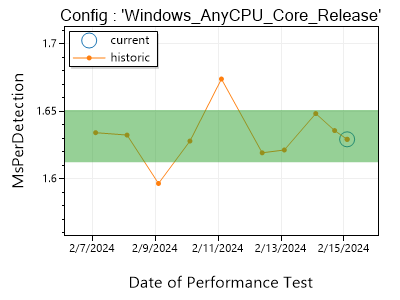 Config : 'Windows_AnyCPU_Core_Release'
current
historic
1.7
1.65
1.6
MsPerDetection
2/7/2024
2/9/2024
2/11/2024
2/13/2024
2/15/2024
Date of Performance Test